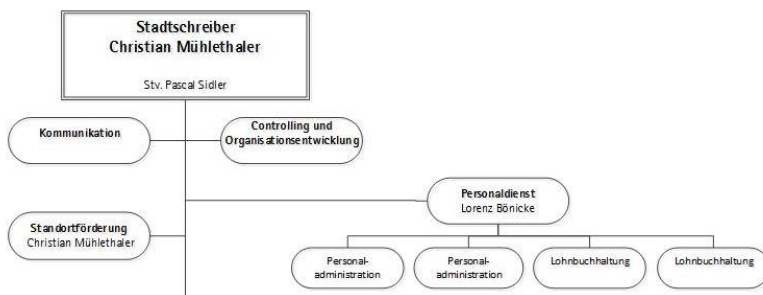 Stadtschreiber
Christian Mühlethaler
Stv. Pascal Sidler
Kommunikation
Controlling und
Organisationsentwicklung
Personaldienst
Lorenz Bönicke
Standortförderung
Christian Mühlethaler
Personal-
administration
Personal-
administration
Lohnbuchhaltung
Lohnbuchhaltung